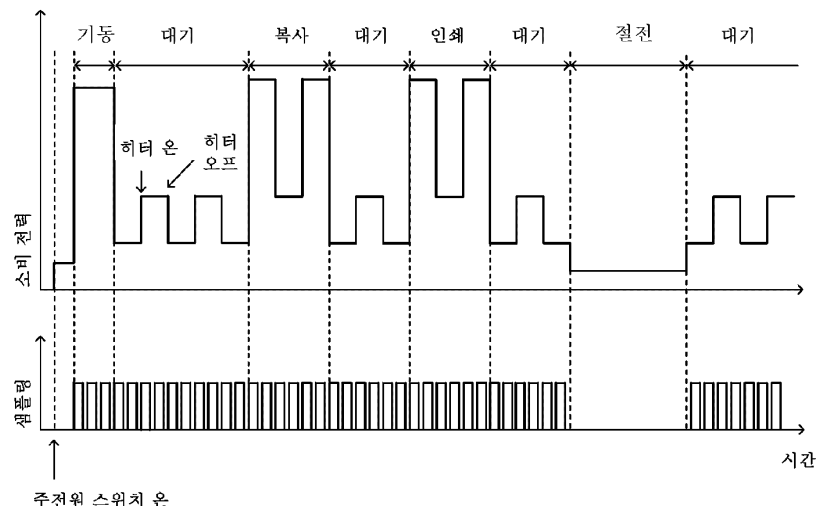 기동 대기 복사 대기 인쇄 대기 절전 대기
히터 온
히터
오프
소비 전력
샘플링
시간
주전원 스위치 온